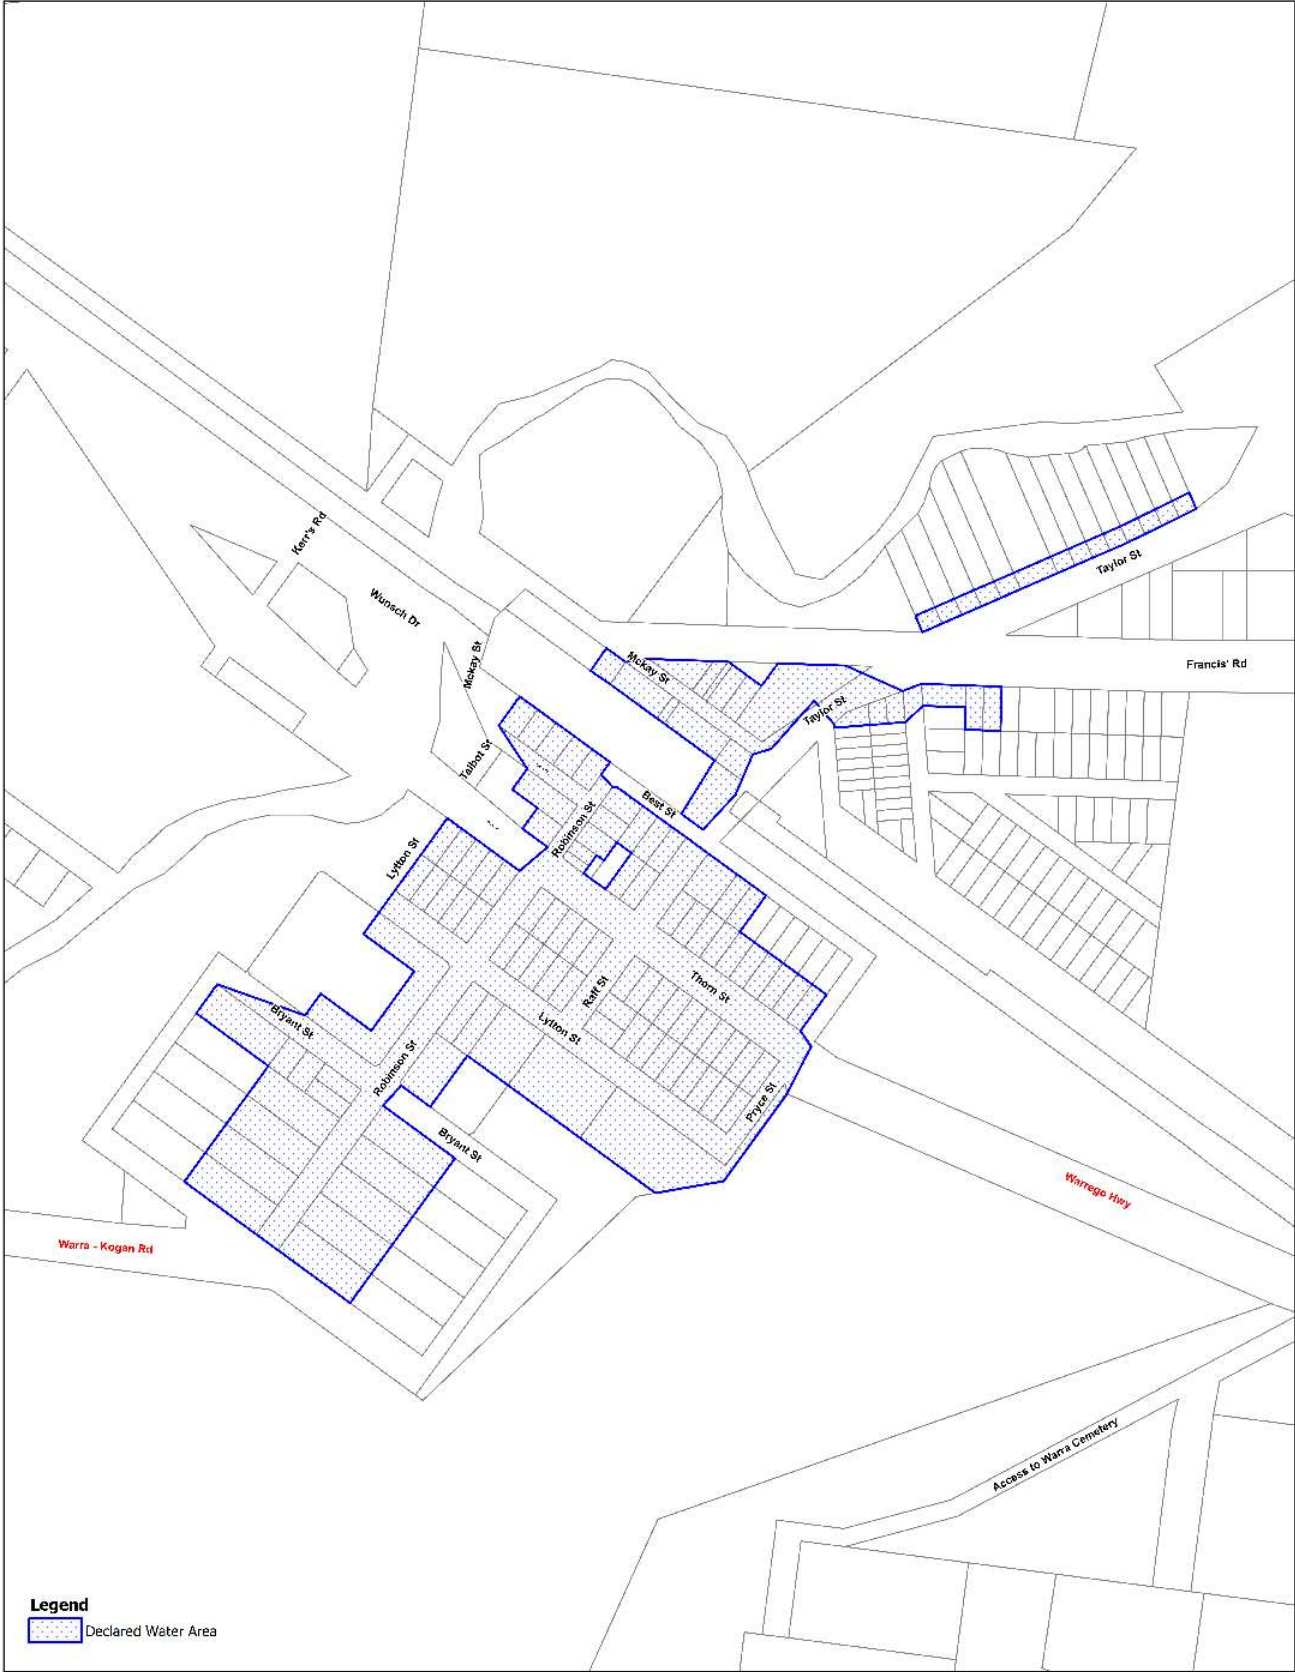 Kerr's Rd
Wunsch Dr
Taylor St
Mckay St
Mckay St
Francis' Rd
Taylor St
Talbot St
Best St
Robinson St
Lytton St
Thorn St
Raft St
Lytton St
Bryant St
Robinson St
Pryce St
Bryant St
Warrego Hwy
Warra - Kogan Rd
Access to Warra Cemetery
Legend
Declared Water Area